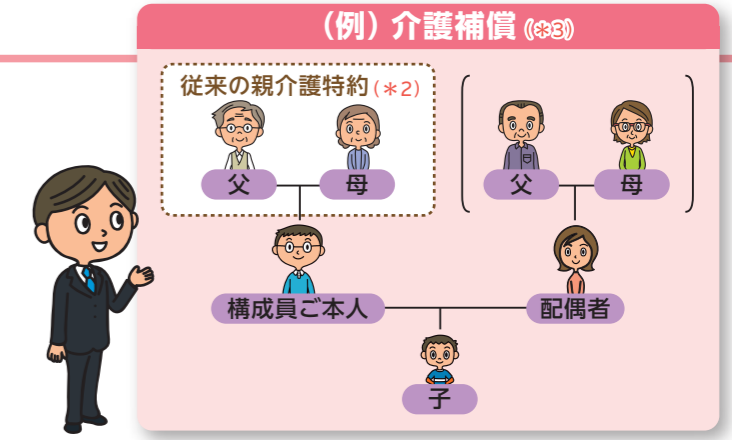 (例)介護補償(＊3)
従来の親介護特約(＊2)
父 母 父 母
構成員ご本人 配偶者
子